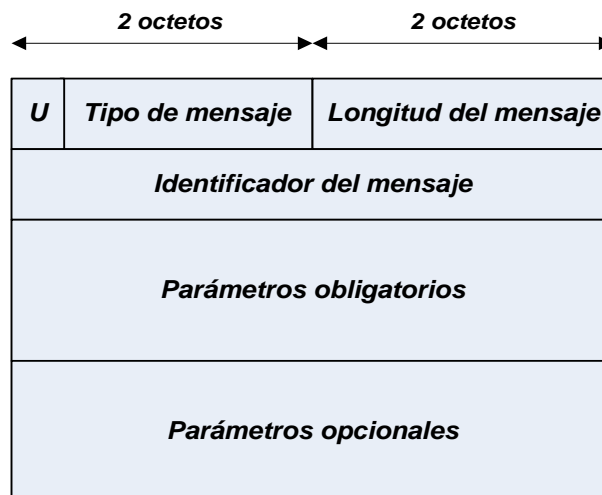 2 octetos 2 octetos
U Tipo de mensaje Longitud del mensaje
Identificador del mensaje
Parámetros obligatorios
Parámetros opcionales